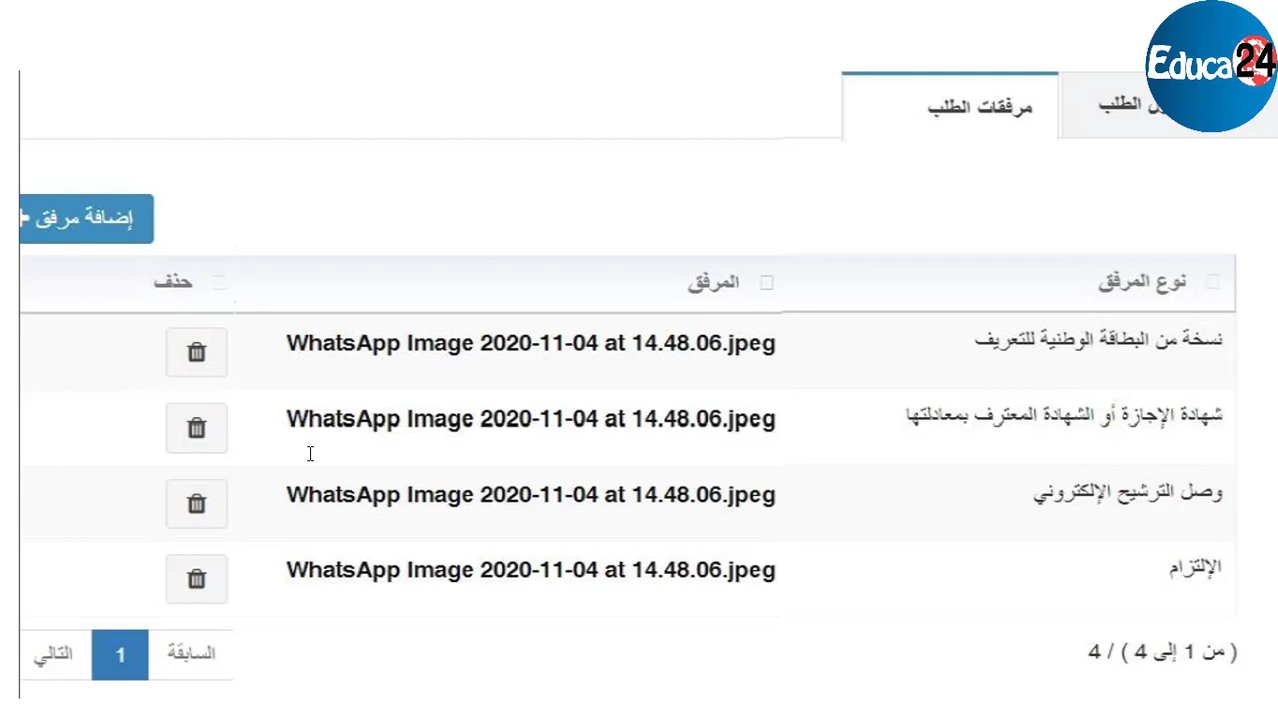 Educa 24
الطلب
مرفقات الطلب
إضافة مرفق +
نوع المرفق
المرفق
حذف
نسخة من البطاقة الوطنية للتعريف
WhatsApp Image 2020-11-04 at 14.48.06.jpeg
شهادة الإجازة أو الشهادة المعترف بمعادلتها
WhatsApp Image 2020-11-04 at 14.48.06.jpeg
وصل الترشيح الإلكتروني
WhatsApp Image 2020-11-04 at 14.48.06.jpeg
الإلتزام
WhatsApp Image 2020-11-04 at 14.48.06.jpeg
( من 1 إلى 4 ) / 4
السابقة
1
التالي